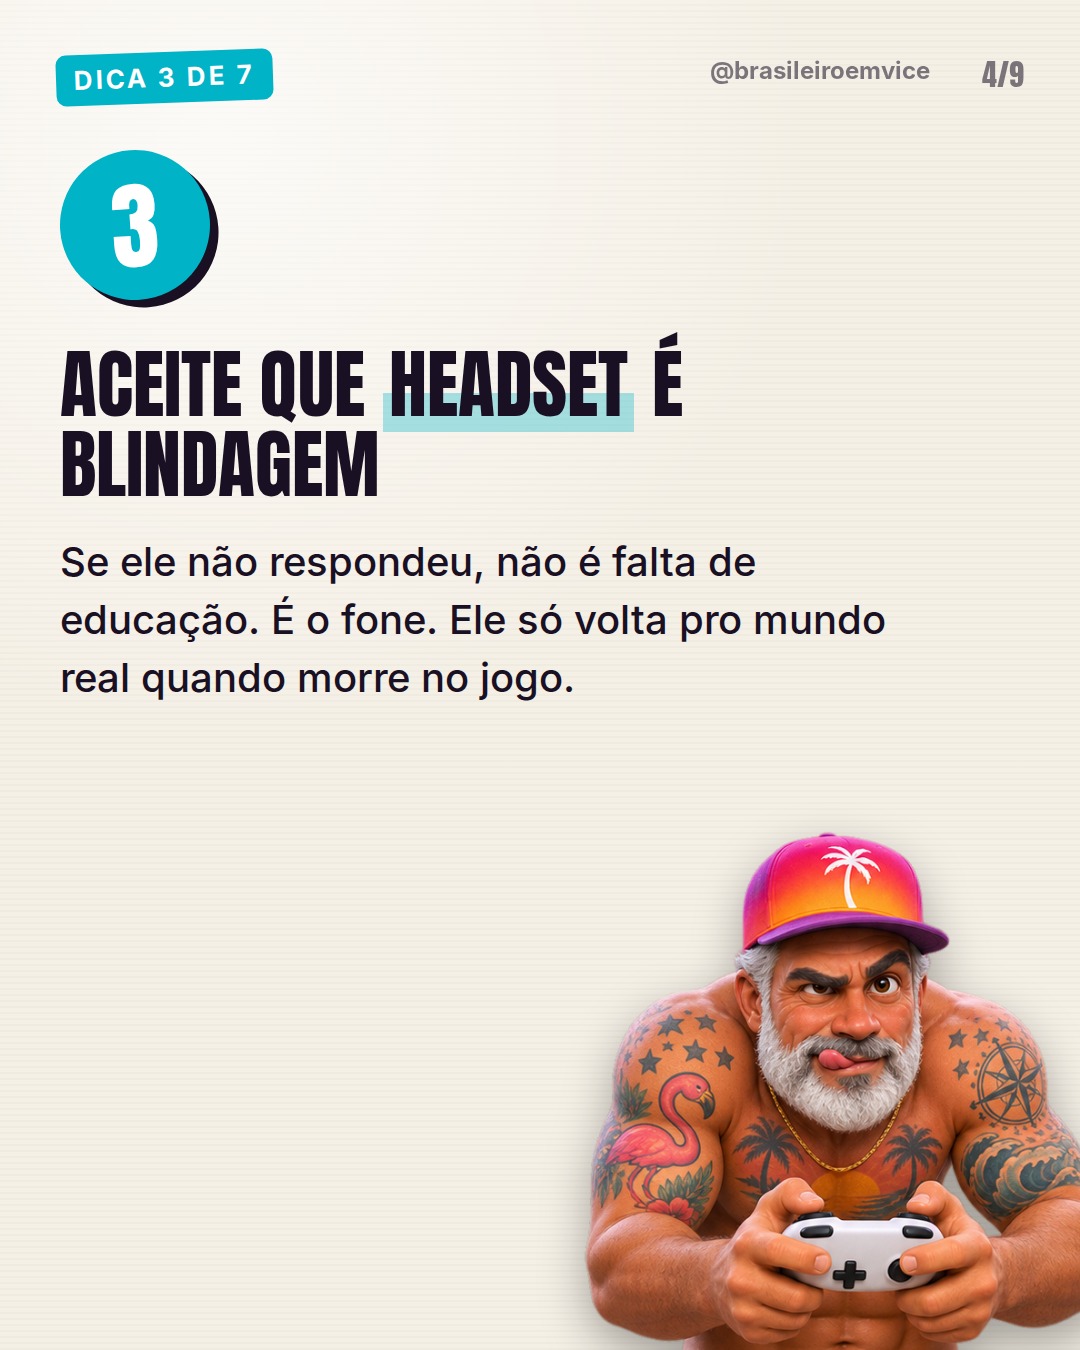 DICA 3 DE 7
@brasileiroemvice
4/9
3
ACEITE QUE HEADSET É
BLINDAGEM
Se ele não respondeu, não é falta de
educação. É o fone. Ele só volta pro mundo
real quando morre no jogo.